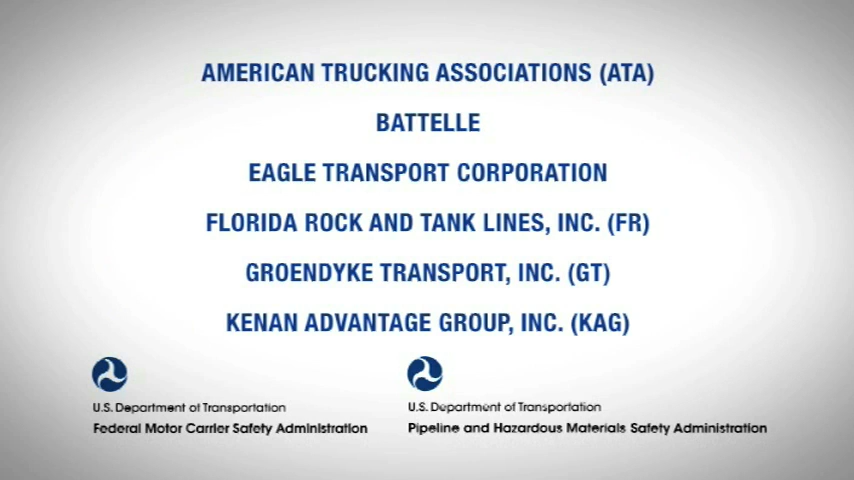 AMERICAN TRUCKING ASSOCIATIONS (ATA)
BATTELLE
EAGLE TRANSPORT CORPORATION
FLORIDA ROCK AND TANK LINES, INC. (FR)
GROENDYKE TRANSPORT, INC. (GT)
KENAN ADVANTAGE GROUP, INC. (KAG)
U.S. Department of Transportation
Federal Motor Carrier Safety Administration
U.S. Department of Transportation
Pipeline and Hazardous Materials Safety Administration